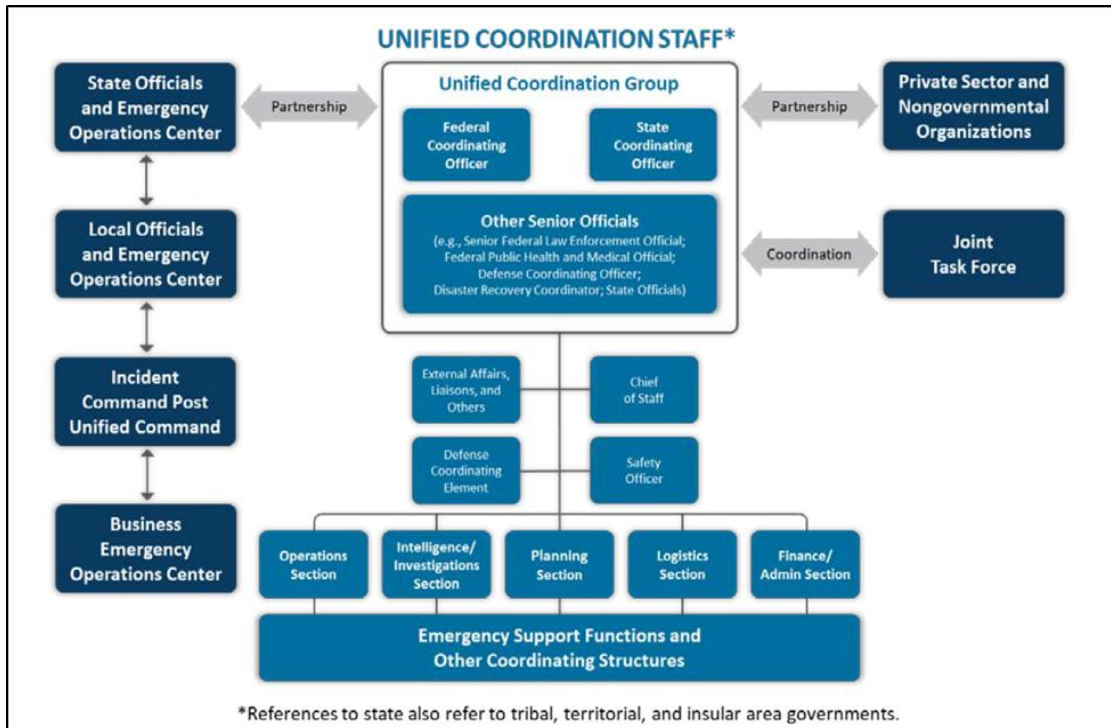 UNIFIED COORDINATION STAFF*
State Officials
and Emergency
Operations Center
Partnership
Unified Coordination Group
Federal
Coordinating
Officer
State
Coordinating
Officer
Other Senior Officials
(e.g., Senior Federal Law Enforcement Official;
Federal Public Health and Medical Official;
Defense Coordinating Officer;
Disaster Recovery Coordinator; State Officials)
Partnership
Private Sector and
Nongovernmental
Organizations
Coordination
Joint
Task Force
Local Officials
and Emergency
Operations Center
Incident
Command Post
Unified Command
Business
Emergency
Operations Center
External Affairs,
Liaisons, and
Others
Chief
of Staff
Defense
Coordinating
Element
Safety
Officer
Operations
Section
Intelligence/
Investigations
Section
Planning
Section
Logistics
Section
Finance/
Admin Section
Emergency Support Functions and
Other Coordinating Structures
*References to state also refer to tribal, territorial, and insular area governments.